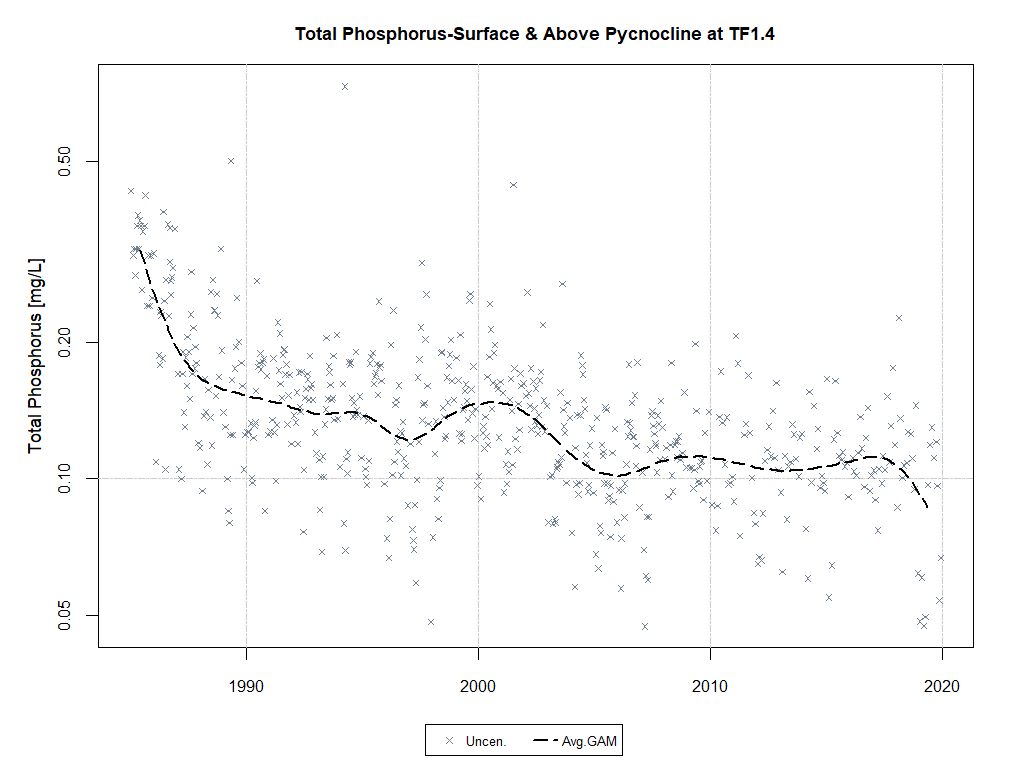 Total Phosphorus-Surface & Above Pycnocline at TF1.4
Total Phosphorus [mg/L]
0.50
0.20
0.10
0.05
1990 2000 2010 2020
Uncen. Avg.GAM